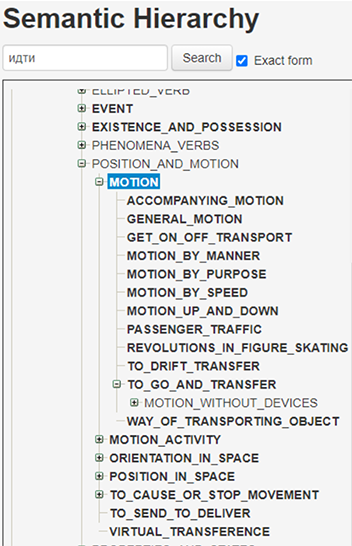 Semantic Hierarchy
идти Search Exact form
ELLIPTED_VERB
EVENT
EXISTENCE_AND_POSSESSION
PHENOMENA_VERBS
POSITION_AND_MOTION
MOTION
ACCOMPANYING_MOTION
GENERAL_MOTION
GET_ON_OFF_TRANSPORT
MOTION_BY_MANNER
MOTION_BY_PURPOSE
MOTION_BY_SPEED
MOTION_UP_AND_DOWN
PASSENGER_TRAFFIC
REVOLUTIONS_IN_FIGURE_SKATING
TO_DRIFT_TRANSFER
TO_GO_AND_TRANSFER
MOTION_WITHOUT_DEVICES
WAY_OF_TRANSPORTING_OBJECT
MOTION_ACTIVITY
ORIENTATION_IN_SPACE
POSITION_IN_SPACE
TO_CAUSE_OR_STOP_MOVEMENT
TO_SEND_TO_DELIVER
VIRTUAL_TRANSFERENCE